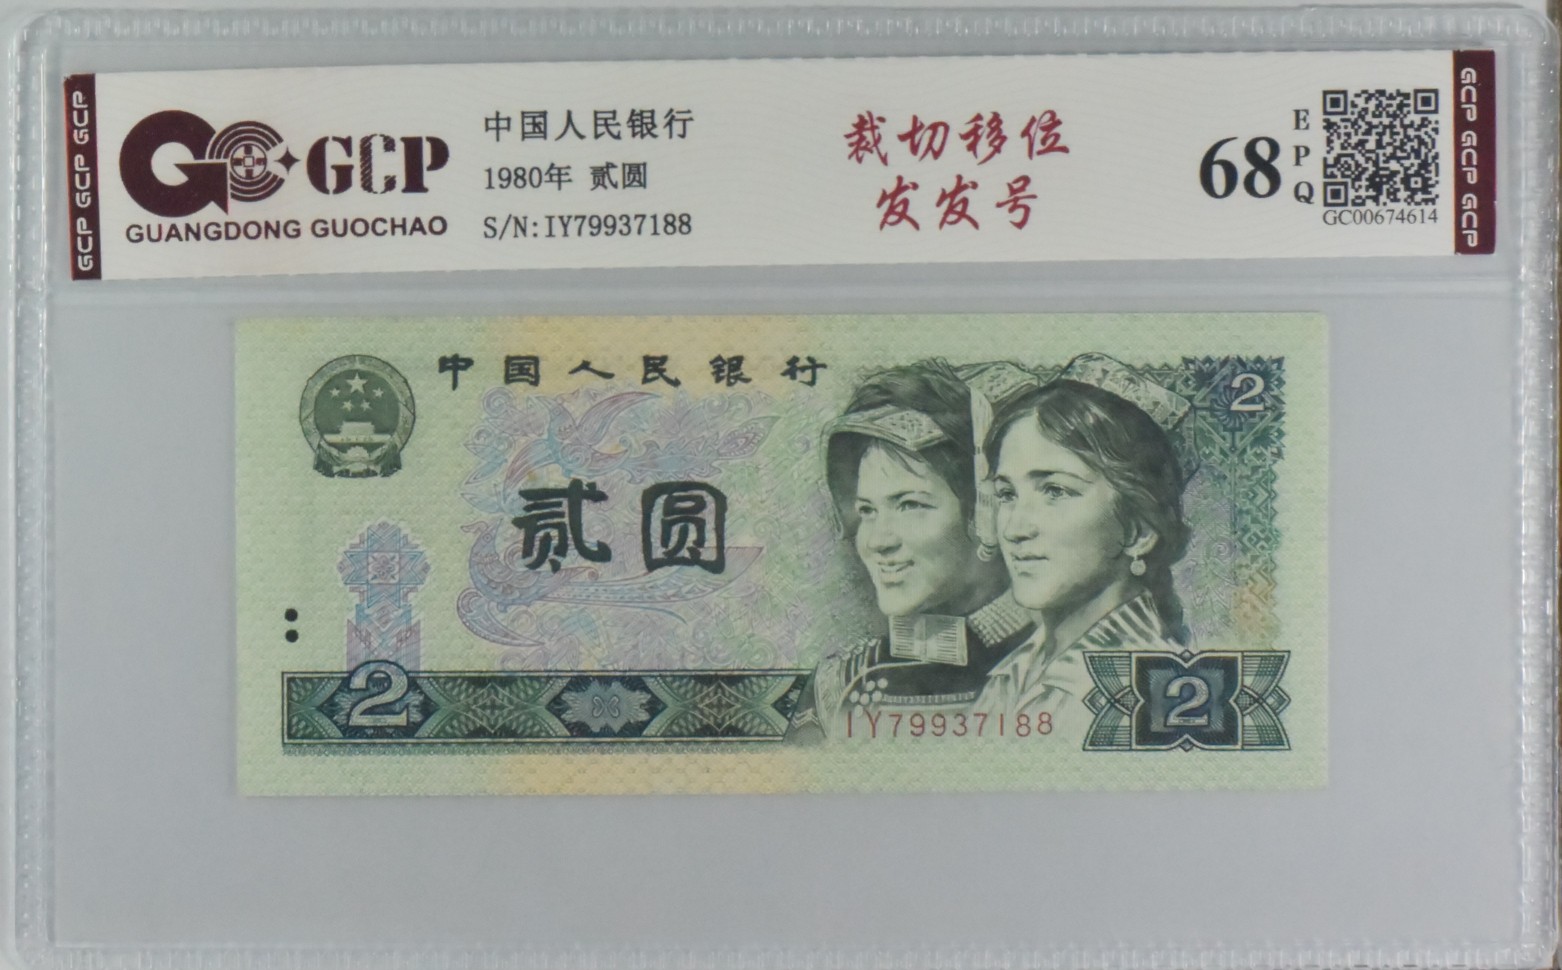 GCP GCP GCP
GCP
GUANGDONG GUOCHAO
中国人民银行
1980年 贰圆
S/N:IY79937188
裁切移位
发发号
68
EPQ
GC00674614
GCP GCP GCP
中国人民银行
2
贰圆
2
IY79937188
2